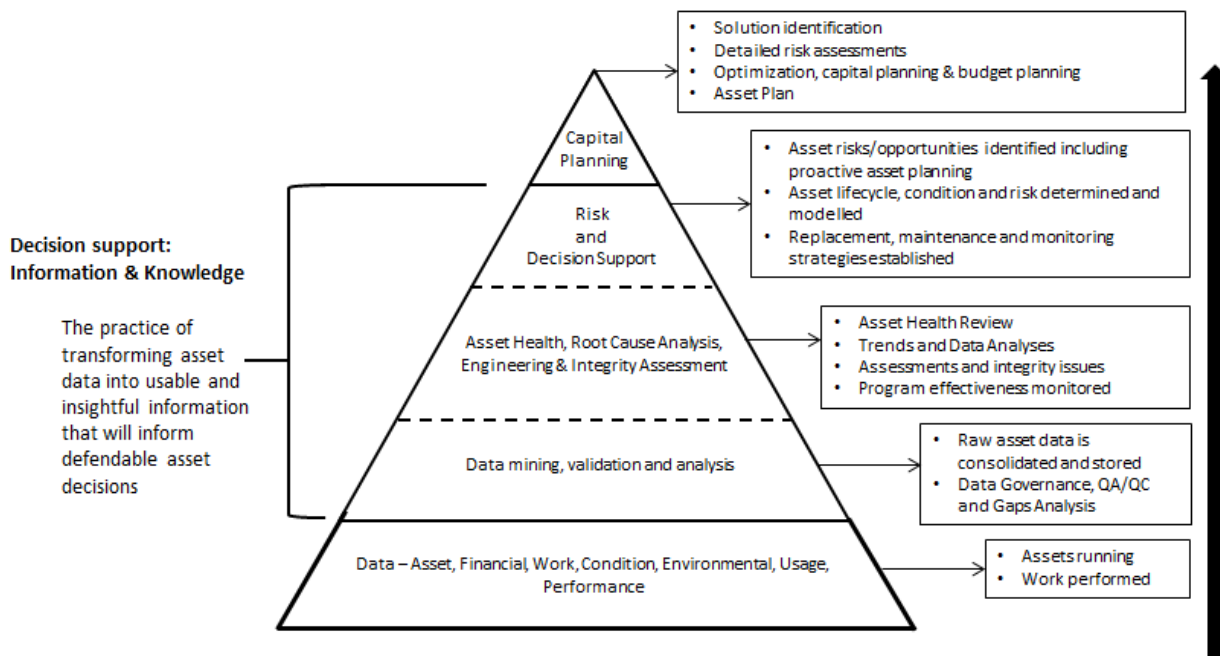 • Solution identification
• Detailed risk assessments
• Optimization, capital planning & budget planning
• Asset Plan
Capital
Planning
• Asset risks/opportunities identified including
proactive asset planning
• Asset lifecycle, condition and risk determined and
modelled
• Replacement, maintenance and monitoring
strategies established
Risk
and
Decision Support
Decision support:
Information & Knowledge
The practice of
transforming asset
data into usable and
insightful information
that will inform
defendable asset
decisions
Asset Health, Root Cause Analysis,
Engineering & Integrity Assessment
• Asset Health Review
• Trends and Data Analyses
• Assessments and integrity issues
• Program effectiveness monitored
Data mining, validation and analysis
• Raw asset data is
consolidated and stored
• Data Governance, QA/QC
and Gaps Analysis
Data – Asset, Financial, Work, Condition, Environmental, Usage,
Performance
• Assets running
• Work performed